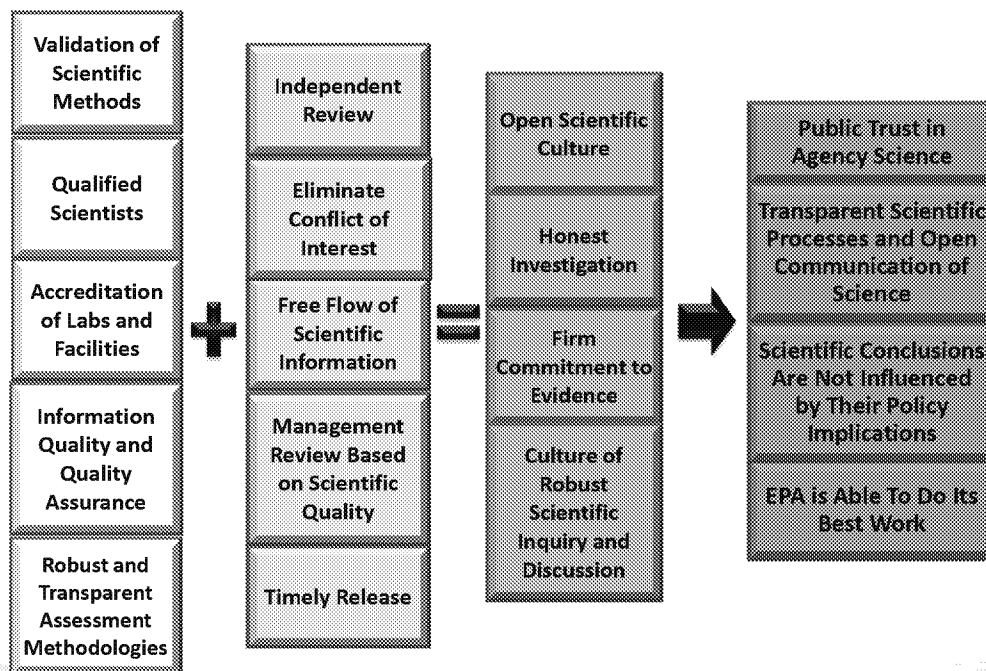 Validation of
Scientific
Methods
Qualified
Scientists
Accreditation
of Labs and
Facilities
Information
Quality and
Quality
Assurance
Robust and
Transparent
Assessment
Methodologies
Independent
Review
Eliminate
Conflict of
Interest
Free Flow of
Scientific
Information
Management
Review Based
on Scientific
Quality
Timely Release
Open Scientific
Culture
Honest
Investigation
Firm
Commitment to
Evidence
Culture of
Robust
Scientific
Inquiry and
Discussion
Public Trust in
Agency Science
Transparent Scientific
Processes and Open
Communication of
Science
Scientific Conclusions
Are Not Influenced
by Their Policy
Implications
EPA is Able To Do Its
Best Work